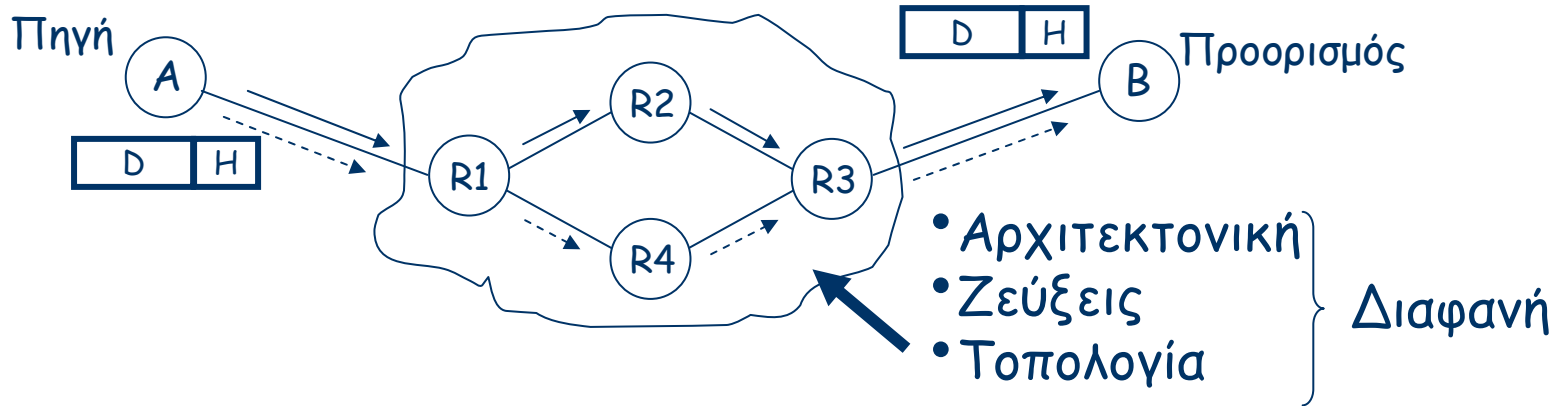 Πηγή
A
D H
R1
R2
R4
R3
D H
B
Προορισμός
• Αρχιτεκτονική
• Ζεύξεις
• Τοπολογία
Διαφανή